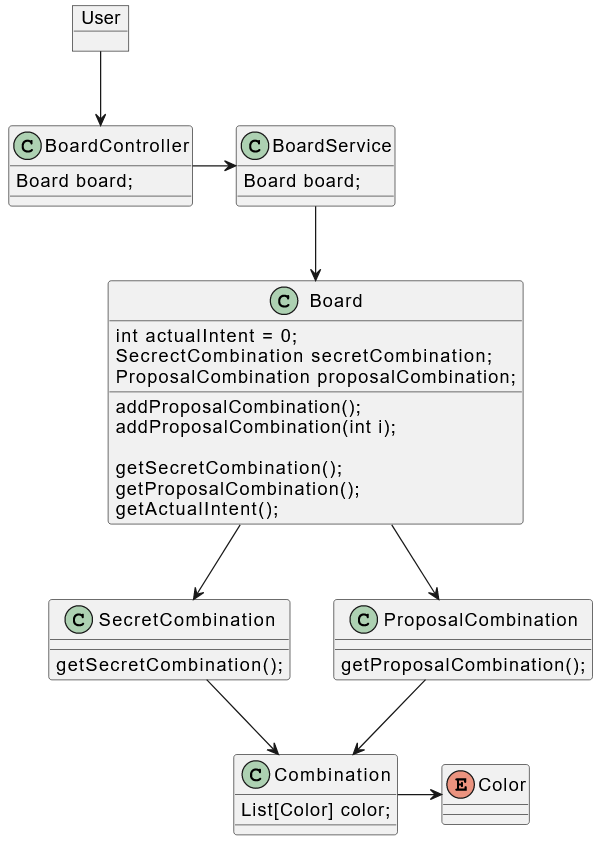 User
C BoardController
Board board;
C BoardService
Board board;
C Board
int actualIntent = 0;
SecrectCombination secretCombination;
ProposalCombination proposalCombination;
addProposalCombination();
addProposalCombination(int i);
getSecretCombination();
getProposalCombination();
getActualIntent();
C SecretCombination
getSecretCombination();
C ProposalCombination
getProposalCombination();
C Combination
List[Color] color;
E Color